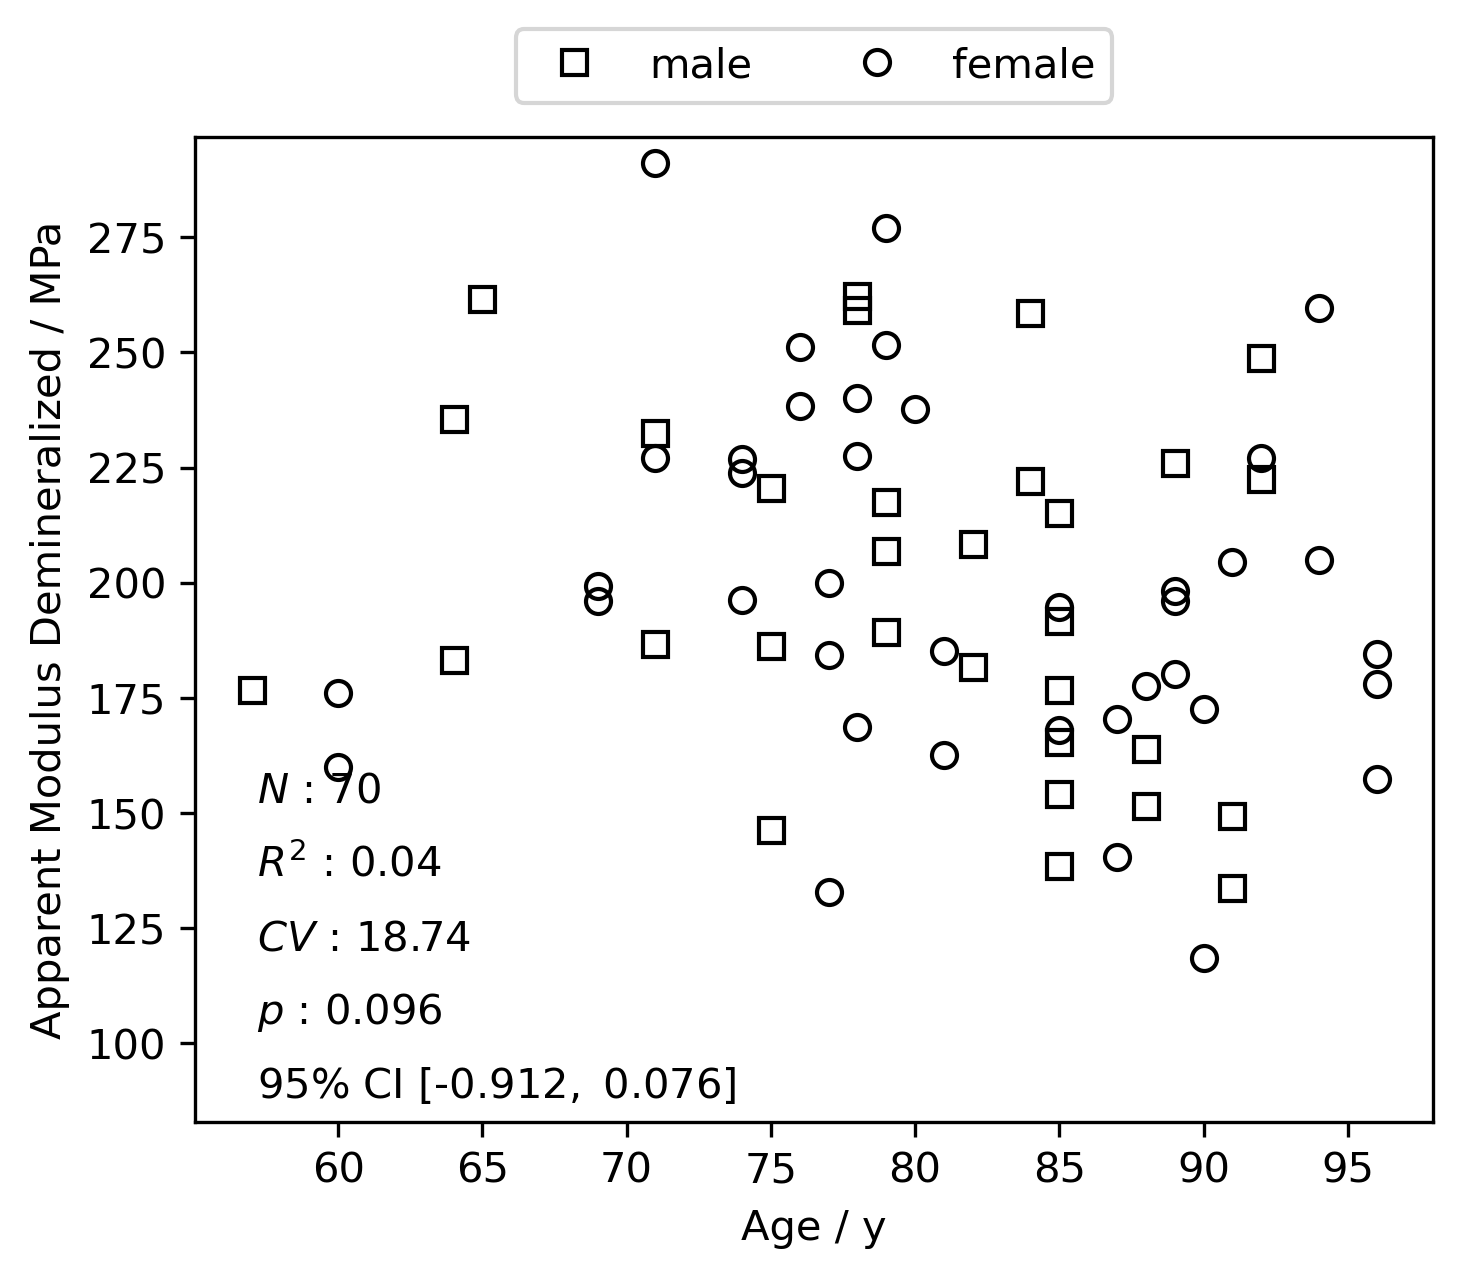 male female
Apparent Modulus Demineralized / MPa
275
250
225
200
175
150
125
100
N : 70
R² : 0.04
CV : 18.74
p : 0.096
95% CI [-0.912, 0.076]
60 65 70 75 80 85 90 95
Age / y